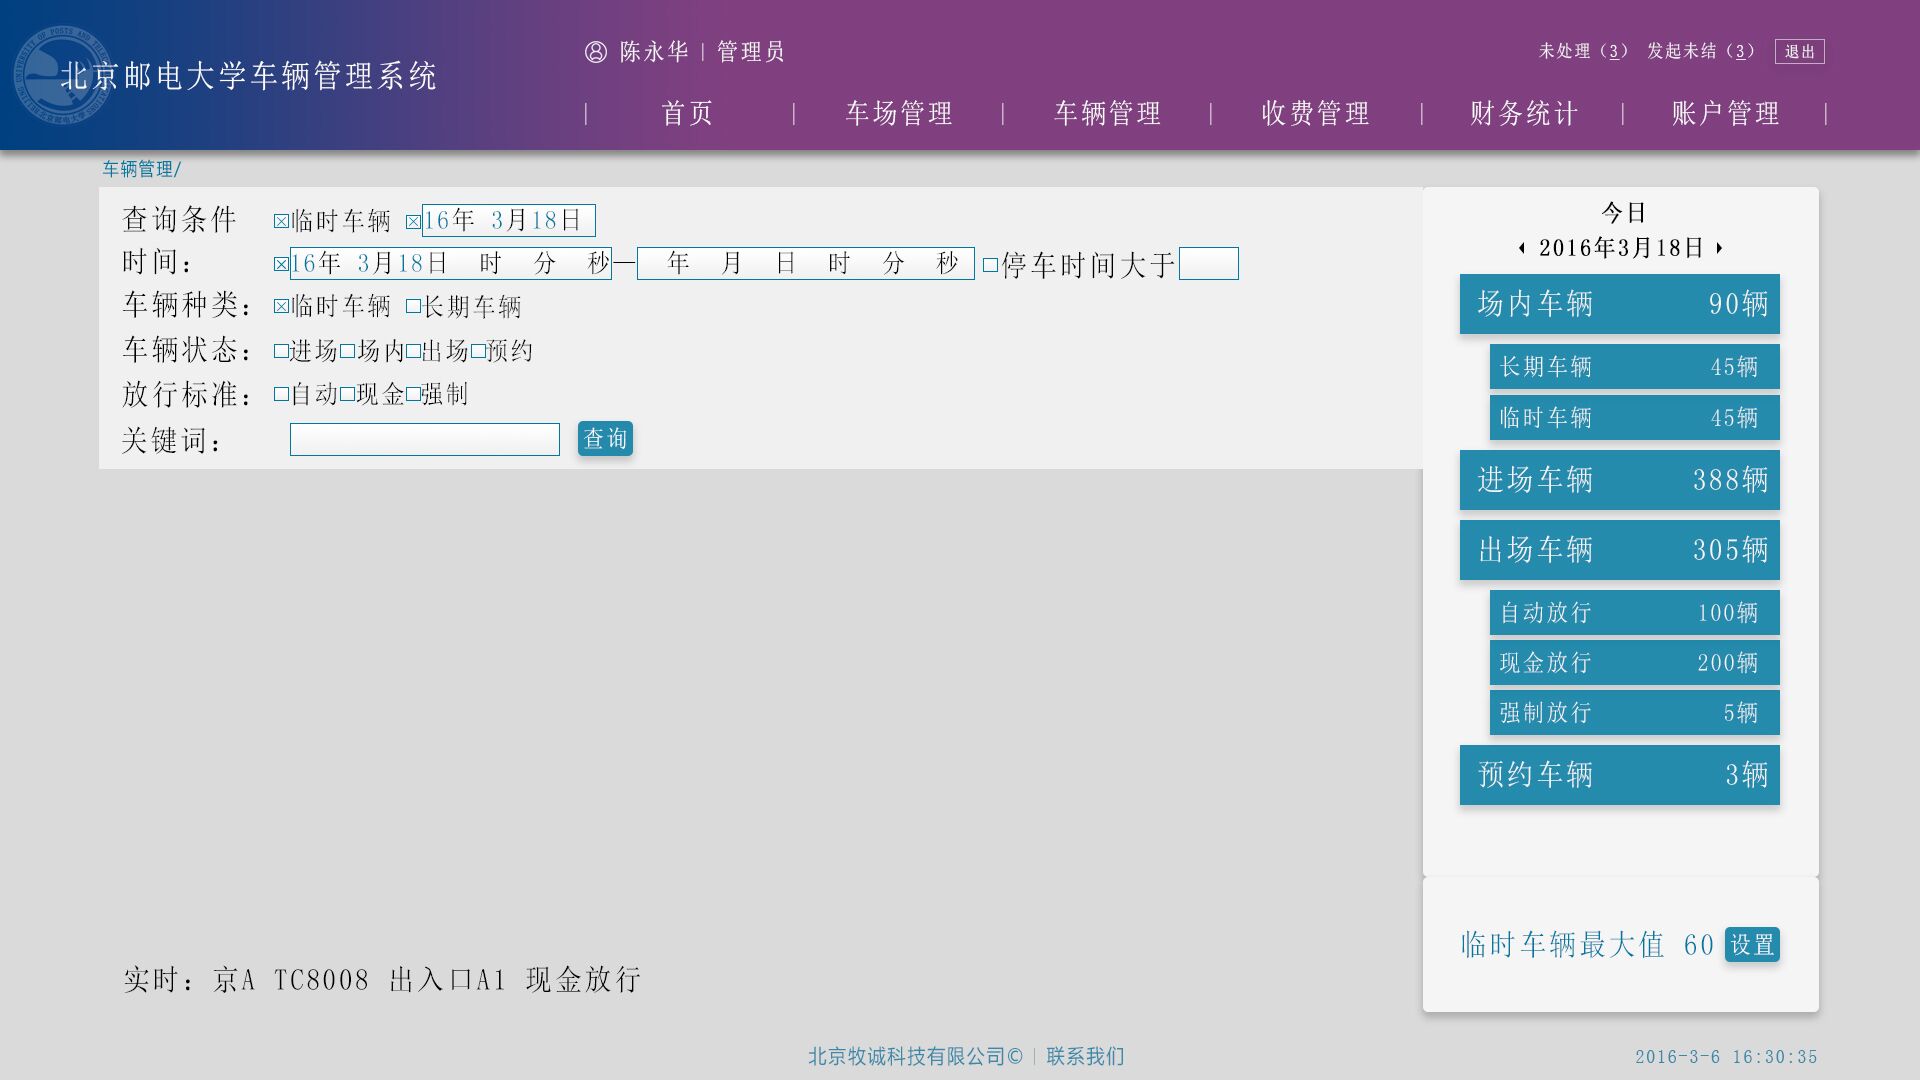 北京邮电大学车辆管理系统
陈永华 | 管理员
未处理（3） 发起未结（3） 退出
首页 | 车场管理 | 车辆管理 | 收费管理 | 财务统计 | 账户管理
车辆管理/
查询条件 临时车辆 16年 3月18日
时间： 16年 3月18日 时 分 秒— 年 月 日 时 分 秒 停车时间大于
车辆种类： 临时车辆 长期车辆
车辆状态： 进场 场内 出场 预约
放行标准： 自动 现金 强制
关键词： 查询
今日
2016年3月18日
场内车辆 90辆
长期车辆 45辆
临时车辆 45辆
进场车辆 388辆
出场车辆 305辆
自动放行 100辆
现金放行 200辆
强制放行 5辆
预约车辆 3辆
临时车辆最大值 60 设置
实时：京A TC8008 出入口A1 现金放行
北京牧诚科技有限公司© | 联系我们
2016-3-6 16:30:35